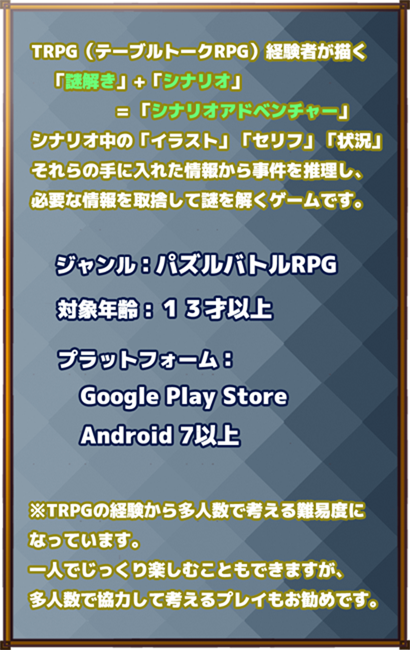 TRPG（テーブルトークRPG）経験者が描く
「謎解き」+「シナリオ」
=「シナリオアドベンチャー」
シナリオ中の「イラスト」「セリフ」「状況」
それらの手に入れた情報から事件を推理し、
必要な情報を取捨して謎を解くゲームです。
ジャンル：パズルバトルRPG
対象年齢：１３才以上
プラットフォーム：
Google Play Store
Android 7以上
※TRPGの経験から多人数で考える難易度に
なっています。
一人でじっくり楽しむこともできますが、
多人数で協力して考えるプレイもお勧めです。